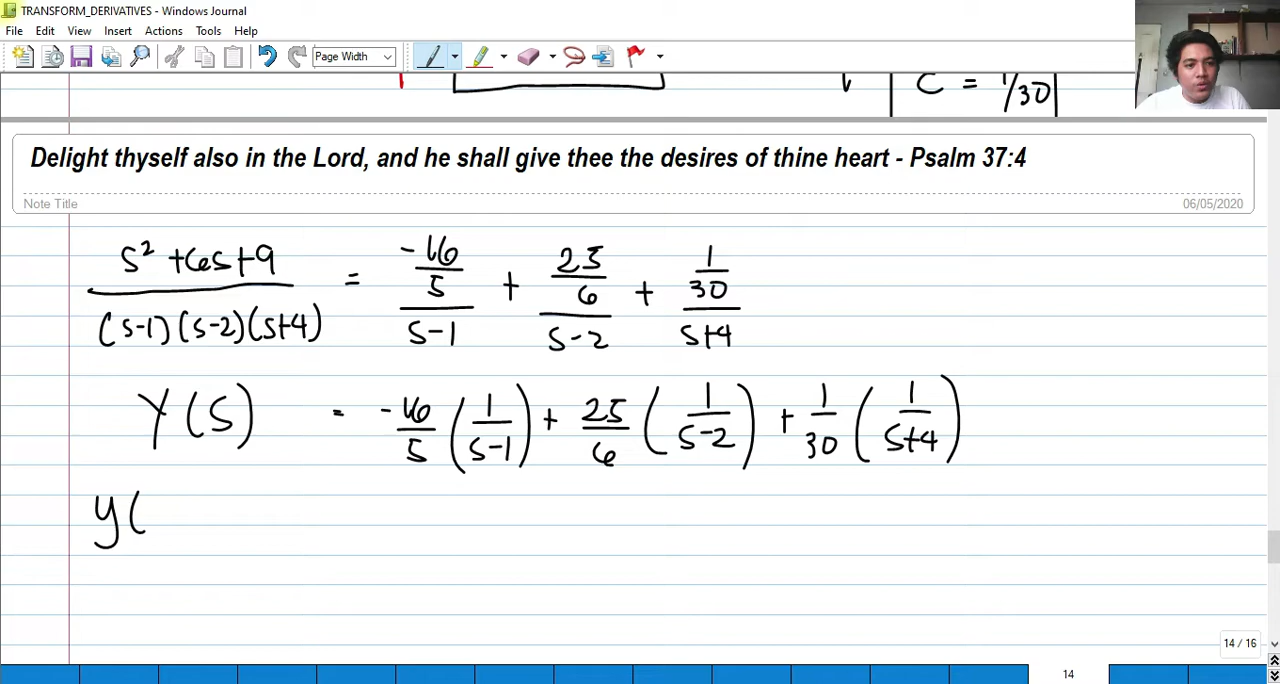 TRANSFORM_DERIVATIVES - Windows Journal
File Edit View Insert Actions Tools Help
Page Width
C = 1/30
Delight thyself also in the Lord, and he shall give thee the desires of thine heart - Psalm 37:4
Note Title 06/05/2020
(s² + 6s + 9)/((s-1)(s-2)(s+4)) = (-16/5)/(s-1) + (25/6)/(s-2) + (1/30)/(s+4)
Y(S) = -16/5 (1/(s-1)) + 25/6 (1/(s-2)) + 1/30 (1/(s+4))
y(
14 / 16
14